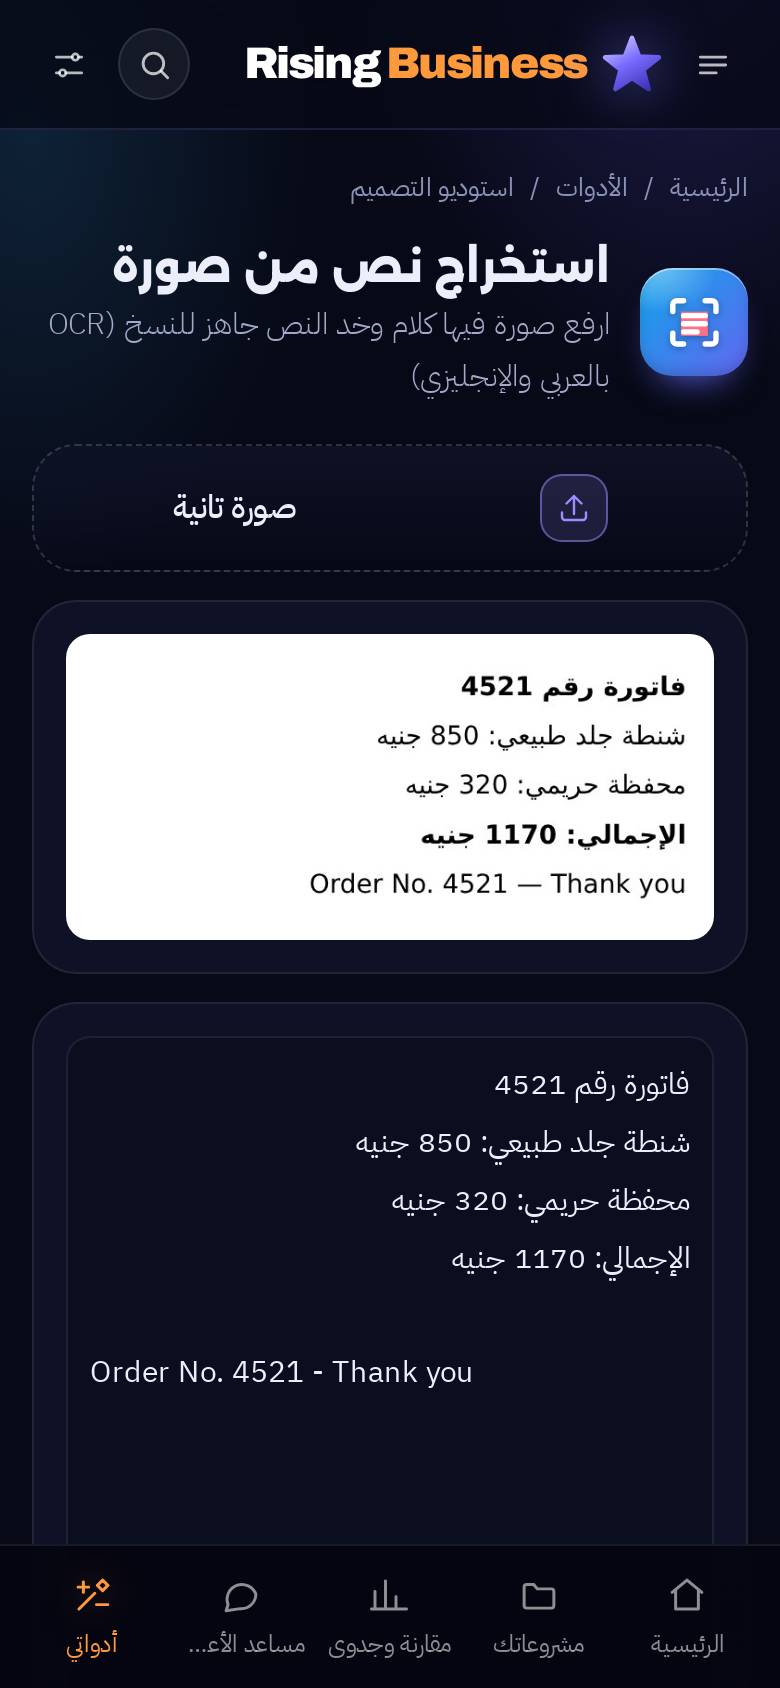 Rising Business
الرئيسية / الأدوات / استوديو التصميم
استخراج نص من صورة
ارفع صورة فيها كلام وخد النص جاهز للنسخ (OCR
بالعربي والإنجليزي)
صورة تانية
فاتورة رقم 4521
شنطة جلد طبيعي: 850 جنيه
محفظة حريمي: 320 جنيه
الإجمالي: 1170 جنيه
Order No. 4521 — Thank you
فاتورة رقم 4521
شنطة جلد طبيعي: 850 جنيه
محفظة حريمي: 320 جنيه
الإجمالي: 1170 جنيه
Order No. 4521 - Thank you
الرئيسية
مشروعاتك
مقارنة وجدوى
مساعد الأع...
أدواتي